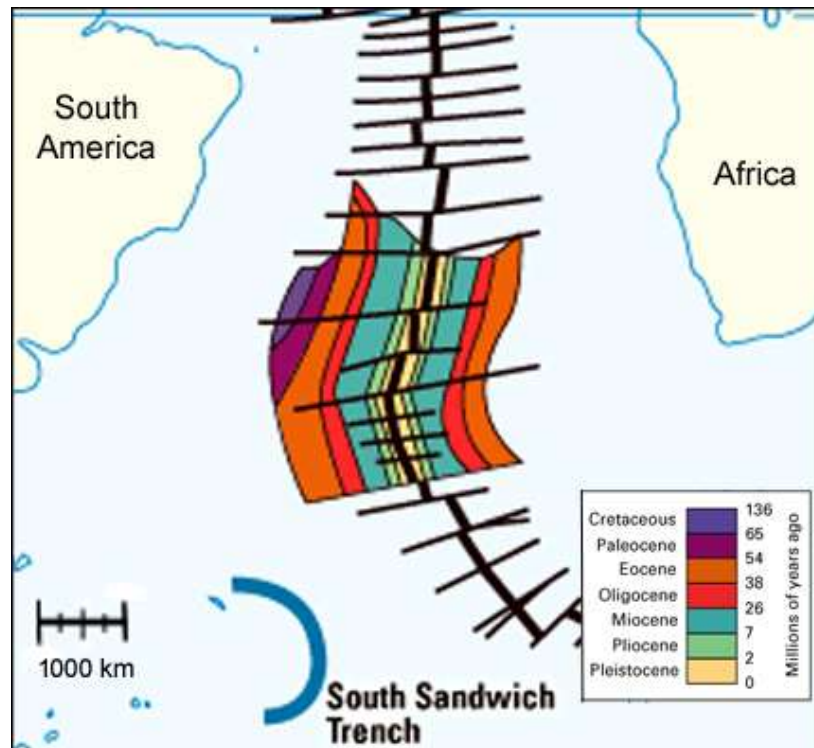 0°
South
America
Africa
136
Cretaceous
65
Paleocene
54
Eocene
38
Oligocene
26
Miocene
7
Pliocene
2
Pleistocene
0
Millions of years ago
1000 km
South Sandwich
Trench